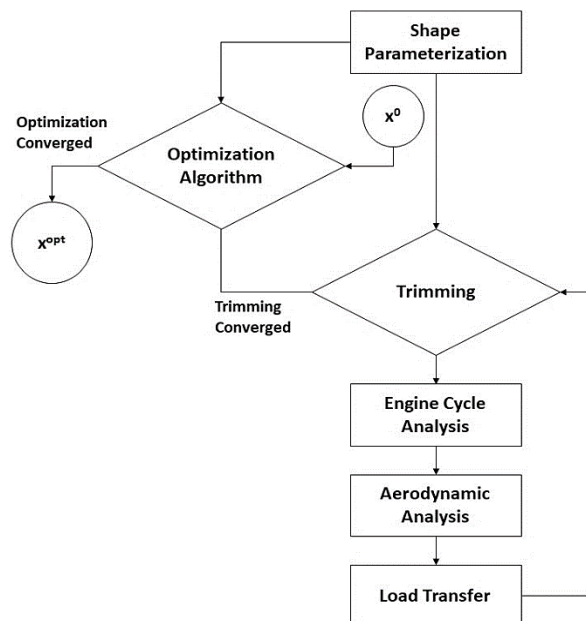 Shape
Parameterization
x⁰
Optimization
Converged
Optimization
Algorithm
xᵒᵖᵗ
Trimming
Trimming
Converged
Engine Cycle
Analysis
Aerodynamic
Analysis
Load Transfer